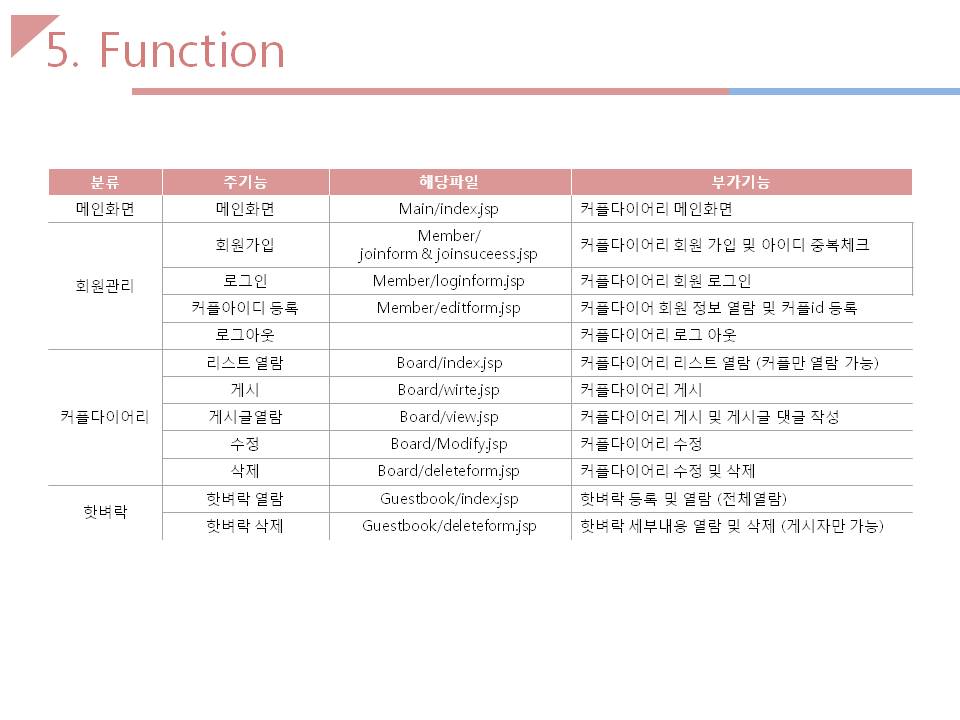 5. Function
분류 주기능 해당파일 부가기능
메인화면 메인화면 Main/index.jsp 커플다이어리 메인화면
회원관리 회원가입 Member/
joinform & joinsuceess.jsp 커플다이어리 회원 가입 및 아이디 중복체크
로그인 Member/loginform.jsp 커플다이어리 회원 로그인
커플아이디 등록 Member/editform.jsp 커플다이어 회원 정보 열람 및 커플id 등록
로그아웃 커플다이어리 로그 아웃
커플다이어리 리스트 열람 Board/index.jsp 커플다이어리 리스트 열람 (커플만 열람 가능)
게시 Board/wirte.jsp 커플다이어리 게시
게시글열람 Board/view.jsp 커플다이어리 게시 및 게시글 댓글 작성
수정 Board/Modify.jsp 커플다이어리 수정
삭제 Board/deleteform.jsp 커플다이어리 수정 및 삭제
핫벼락 핫벼락 열람 Guestbook/index.jsp 핫벼락 등록 및 열람 (전체열람)
핫벼락 삭제 Guestbook/deleteform.jsp 핫벼락 세부내용 열람 및 삭제 (게시자만 가능)